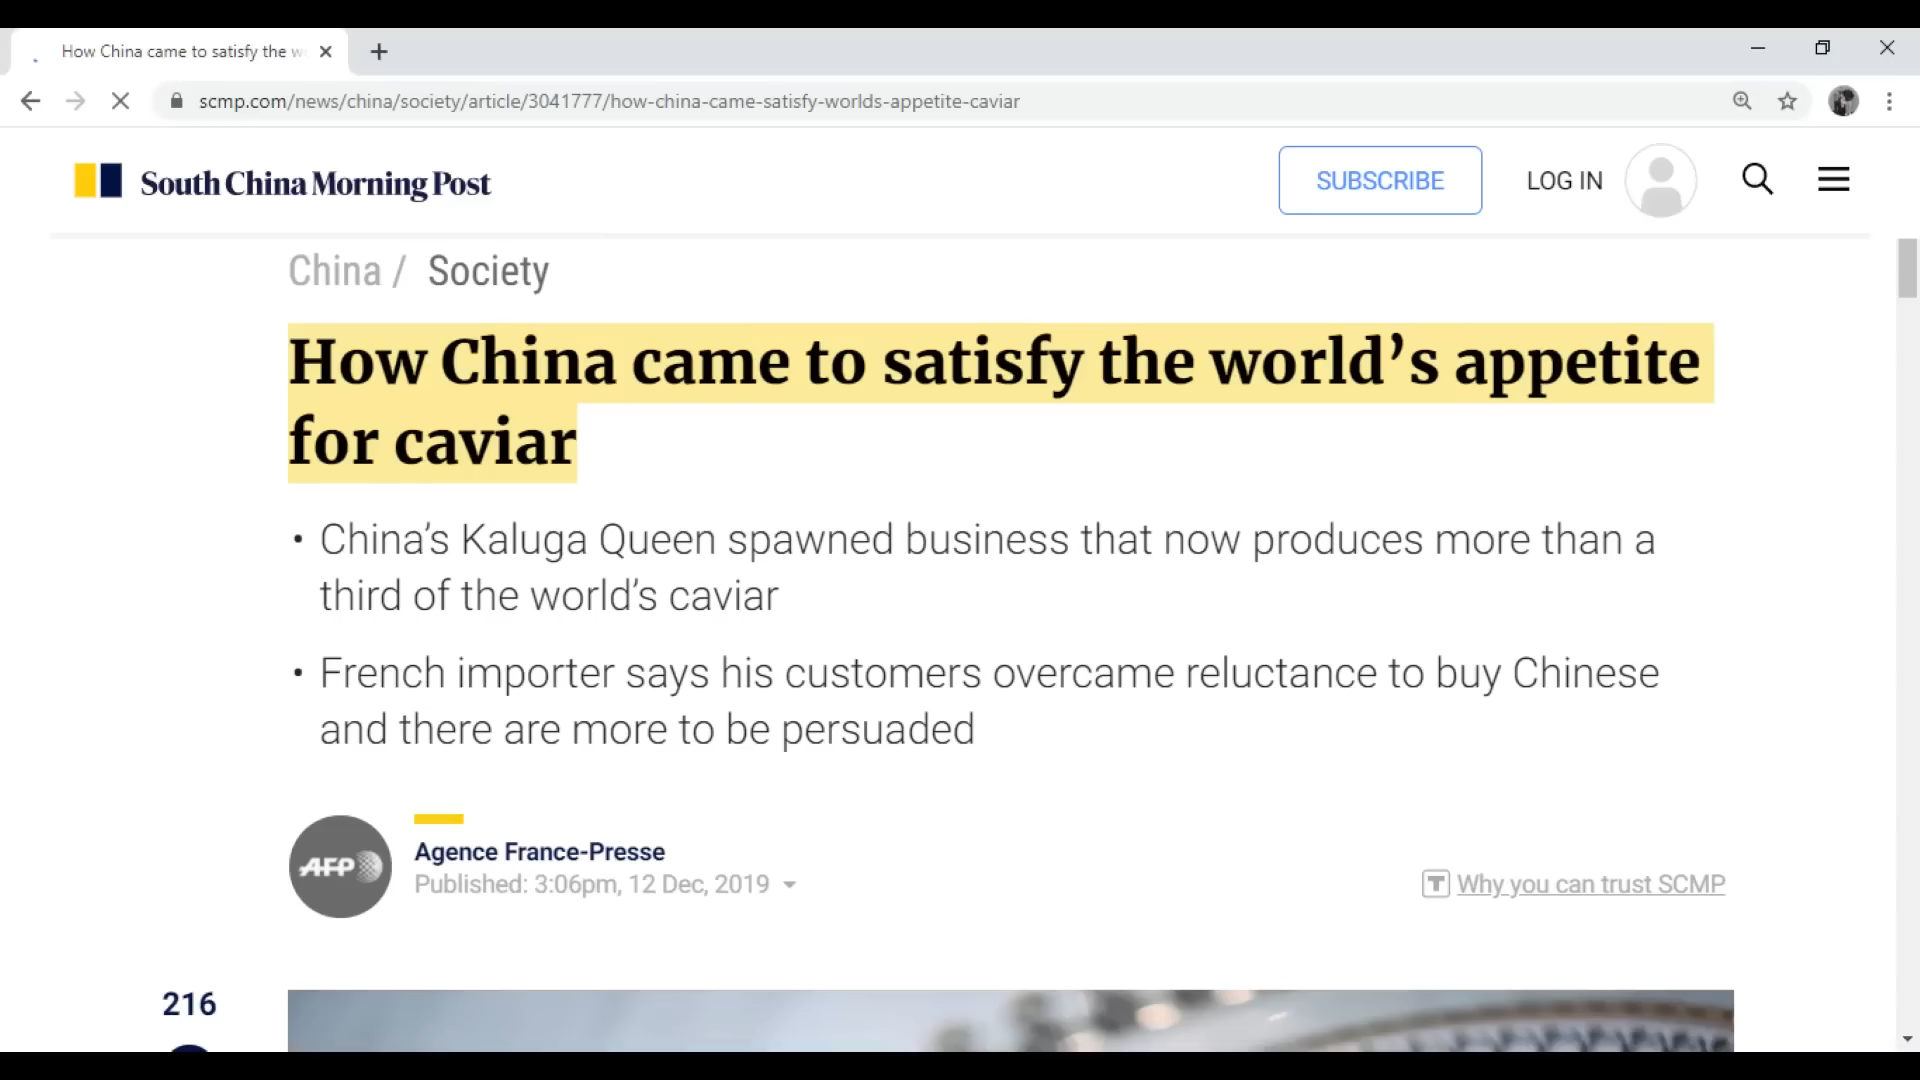 How China came to satisfy the w
scmp.com/news/china/society/article/3041777/how-china-came-satisfy-worlds-appetite-caviar
South China Morning Post
SUBSCRIBE
LOG IN
China / Society
How China came to satisfy the world’s appetite
for caviar
• China’s Kaluga Queen spawned business that now produces more than a
third of the world’s caviar
• French importer says his customers overcame reluctance to buy Chinese
and there are more to be persuaded
AFP
Agence France-Presse
Published: 3:06pm, 12 Dec, 2019
T Why you can trust SCMP
216